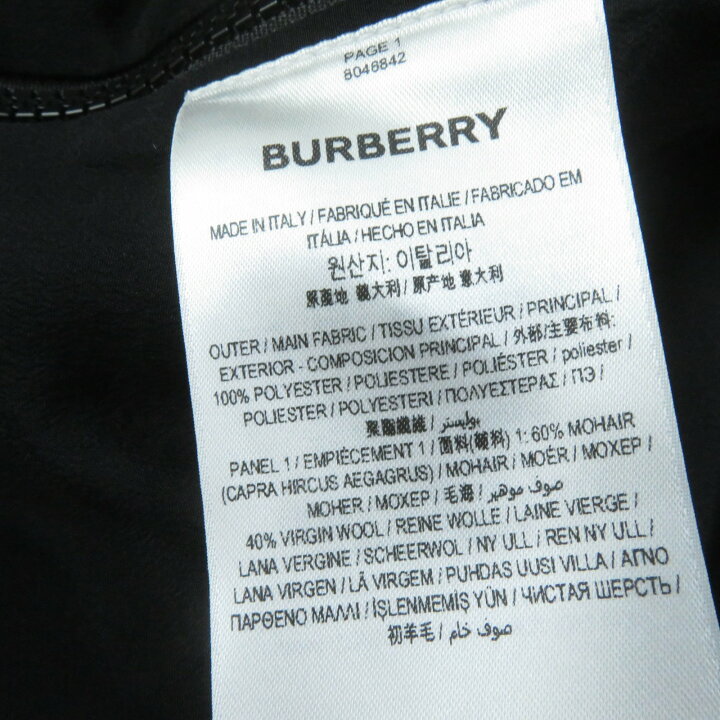 PAGE 1
8046842
BURBERRY
MADE IN ITALY / FABRIQUÉ EN ITALIE / FABRICADO EM
ITÁLIA / HECHO EN ITALIA
원산지: 이탈리아
原產地 義大利 / 原产地 意大利
OUTER / MAIN FABRIC / TISSU EXTÉRIEUR / PRINCIPAL /
EXTERIOR - COMPOSICION PRINCIPAL / 外部/主要布料:
100% POLYESTER / POLIESTERE / POLIÉSTER / poliester /
POLIESTER / POLYESTERI / ΠΟΛΥΕΣΤΕΡΑΣ / ПЭ /
聚酯纖維 / بوليستر
PANEL 1 / EMPIÈCEMENT 1 / 面料(輔料) 1: 60% MOHAIR
(CAPRA HIRCUS AEGAGRUS) / MOHAIR / MOÉR / МОХЕР /
MOHER / МОХЕР / 毛海 / صوف موهير
40% VIRGIN WOOL / REINE WOLLE / LAINE VIERGE /
LANA VERGINE / SCHEERWOL / NY ULL / REN NY ULL /
LANA VIRGEN / LÃ VIRGEM / PUHDAS UUSI VILLA / ΑΓΝΟ
ΠΑΡΘΕΝΟ ΜΑΛΛΙ / İŞLENMEMİŞ YÜN / ЧИСТАЯ ШЕРСТЬ /
初羊毛 / صوف خام